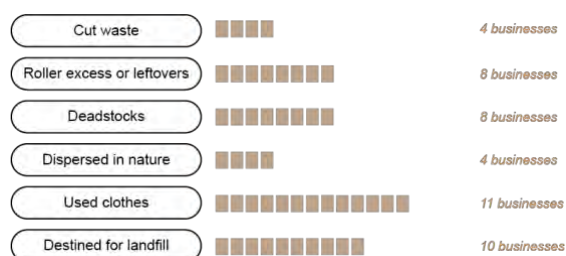 Cut waste 4 businesses
Roller excess or leftovers 8 businesses
Deadstocks 8 businesses
Dispersed in nature 4 businesses
Used clothes 11 businesses
Destined for landfill 10 businesses